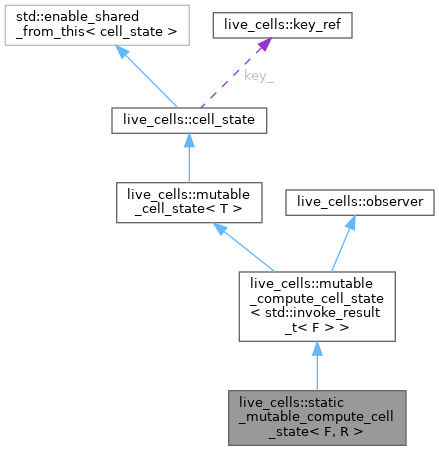 std::enable_shared
_from_this< cell_state >
live_cells::key_ref
key_
live_cells::cell_state
live_cells::mutable
_cell_state< T >
live_cells::observer
live_cells::mutable
_compute_cell_state
< std::invoke_result
_t< F > >
live_cells::static
_mutable_compute_cell
_state< F, R >